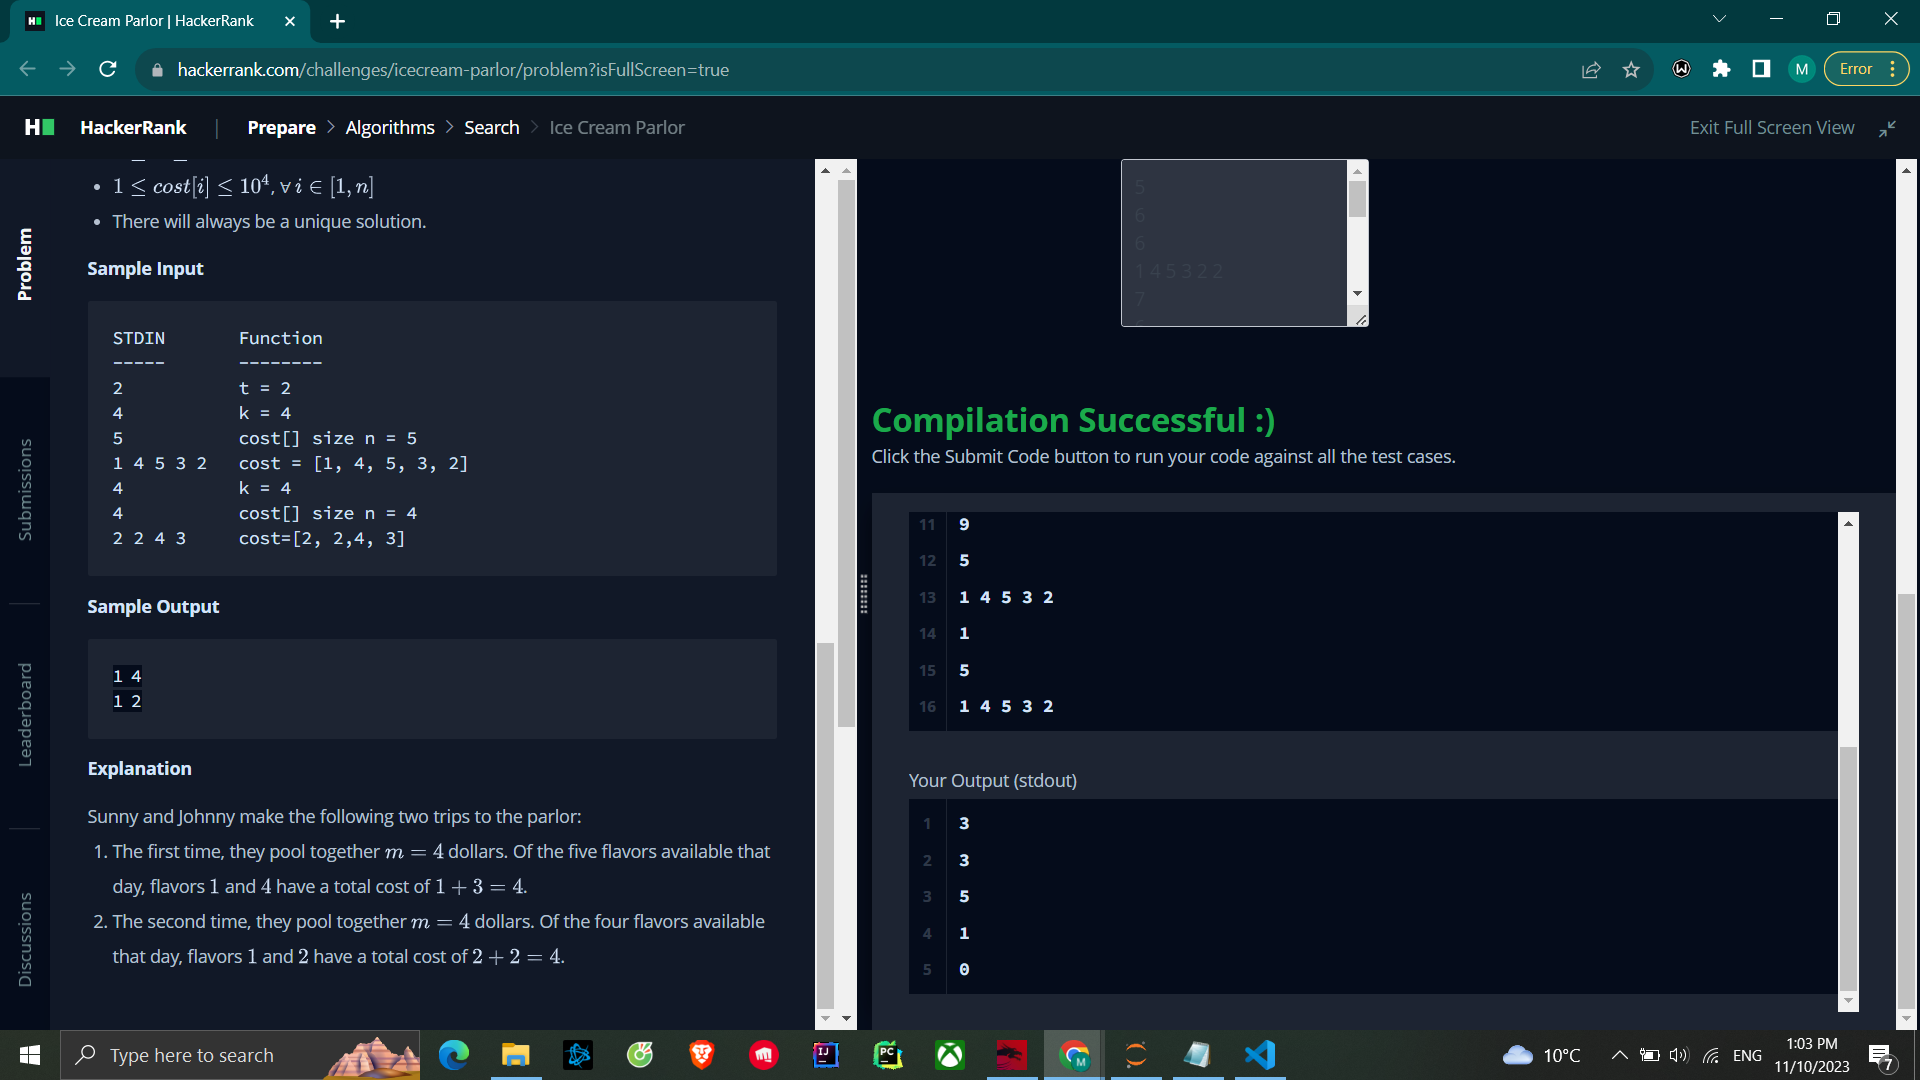 Ice Cream Parlor | HackerRank
hackerrank.com/challenges/icecream-parlor/problem?isFullScreen=true
M
Error
HackerRank
Prepare > Algorithms > Search > Ice Cream Parlor
Exit Full Screen View
Problem
Submissions
Leaderboard
Discussions
• 1 ≤ cost[i] ≤ 10⁴, ∀ i ∈ [1, n]
• There will always be a unique solution.
Sample Input
STDIN Function
----- --------
2 t = 2
4 k = 4
5 cost[] size n = 5
1 4 5 3 2 cost = [1, 4, 5, 3, 2]
4 k = 4
4 cost[] size n = 4
2 2 4 3 cost=[2, 2,4, 3]
Sample Output
1 4
1 2
Explanation
Sunny and Johnny make the following two trips to the parlor:
1. The first time, they pool together m = 4 dollars. Of the five flavors available that
day, flavors 1 and 4 have a total cost of 1 + 3 = 4.
2. The second time, they pool together m = 4 dollars. Of the four flavors available
that day, flavors 1 and 2 have a total cost of 2 + 2 = 4.
5
6
6
1 4 5 3 2 2
7
Compilation Successful :)
Click the Submit Code button to run your code against all the test cases.
11 9
12 5
13 1 4 5 3 2
14 1
15 5
16 1 4 5 3 2
Your Output (stdout)
1 3
2 3
3 5
4 1
5 0
Type here to search
10°C
ENG
1:03 PM
11/10/2023
7